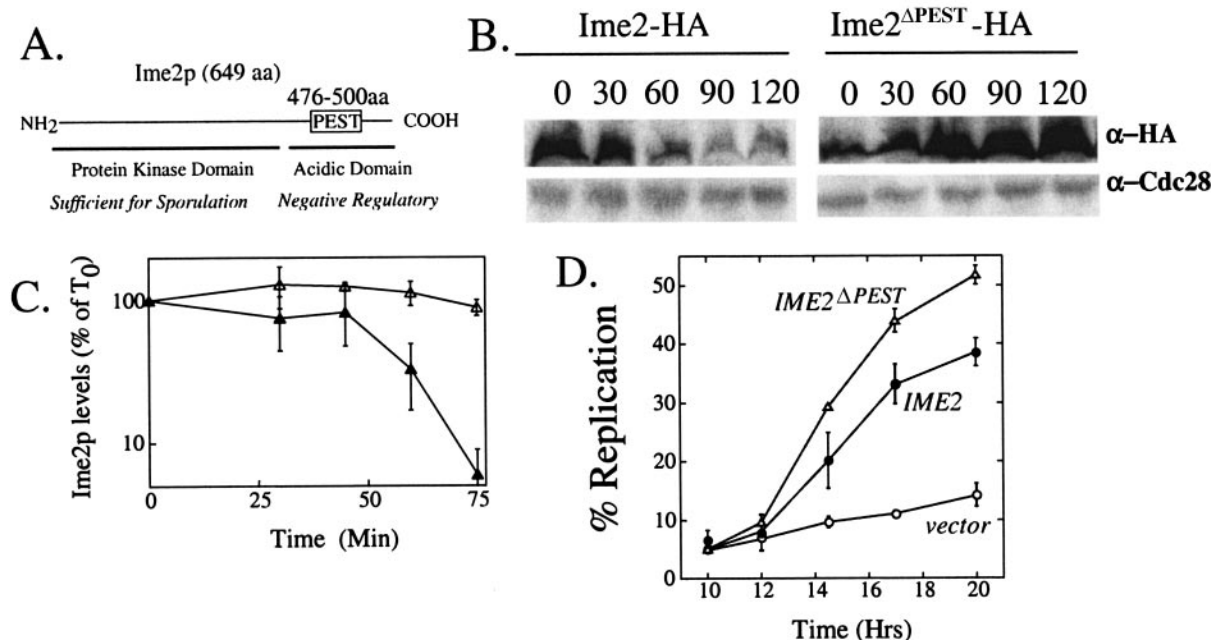 A.
Ime2p (649 aa)
476-500aa
NH2
PEST
COOH
Protein Kinase Domain
Acidic Domain
Sufficient for Sporulation
Negative Regulatory
B.
Ime2-HA
Ime2ΔPEST-HA
0 30 60 90 120
0 30 60 90 120
α–HA
α–Cdc28
C.
Ime2p levels (% of T0)
100
10
0 25 50 75
Time (Min)
D.
% Replication
50
40
30
20
10
0
IME2ΔPEST
IME2
vector
10 12 14 16 18 20
Time (Hrs)